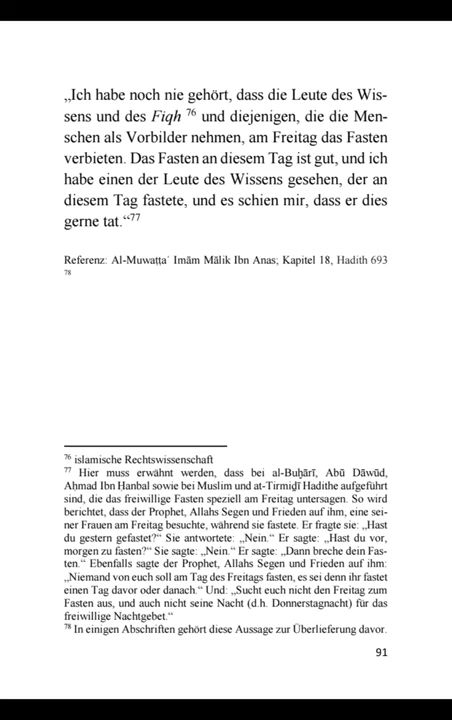 „Ich habe noch nie gehört, dass die Leute des Wis-
sens und des Fiqh ⁷⁶ und diejenigen, die die Men-
schen als Vorbilder nehmen, am Freitag das Fasten
verbieten. Das Fasten an diesem Tag ist gut, und ich
habe einen der Leute des Wissens gesehen, der an
diesem Tag fastete, und es schien mir, dass er dies
gerne tat.“⁷⁷
Referenz: Al-Muwaṭṭaʾ Imām Mālik Ibn Anas; Kapitel 18, Hadith 693
⁷⁸
⁷⁶ islamische Rechtswissenschaft
⁷⁷ Hier muss erwähnt werden, dass bei al-Buḫārī, Abū Dāwūd,
Aḥmad Ibn Ḥanbal sowie bei Muslim und at-Tirmiḏī Hadithe aufgeführt
sind, die das freiwillige Fasten speziell am Freitag untersagen. So wird
berichtet, dass der Prophet, Allahs Segen und Frieden auf ihm, eine sei-
ner Frauen am Freitag besuchte, während sie fastete. Er fragte sie: „Hast
du gestern gefastet?“ Sie antwortete: „Nein.“ Er sagte: „Hast du vor,
morgen zu fasten?“ Sie sagte: „Nein.“ Er sagte: „Dann breche dein Fas-
ten.“ Ebenfalls sagte der Prophet, Allahs Segen und Frieden auf ihm:
„Niemand von euch soll am Tag des Freitags fasten, es sei denn ihr fastet
einen Tag davor oder danach.“ Und: „Sucht euch nicht den Freitag zum
Fasten aus, und auch nicht seine Nacht (d.h. Donnerstagnacht) für das
freiwillige Nachtgebet.“
⁷⁸ In einigen Abschriften gehört diese Aussage zur Überlieferung davor.
91